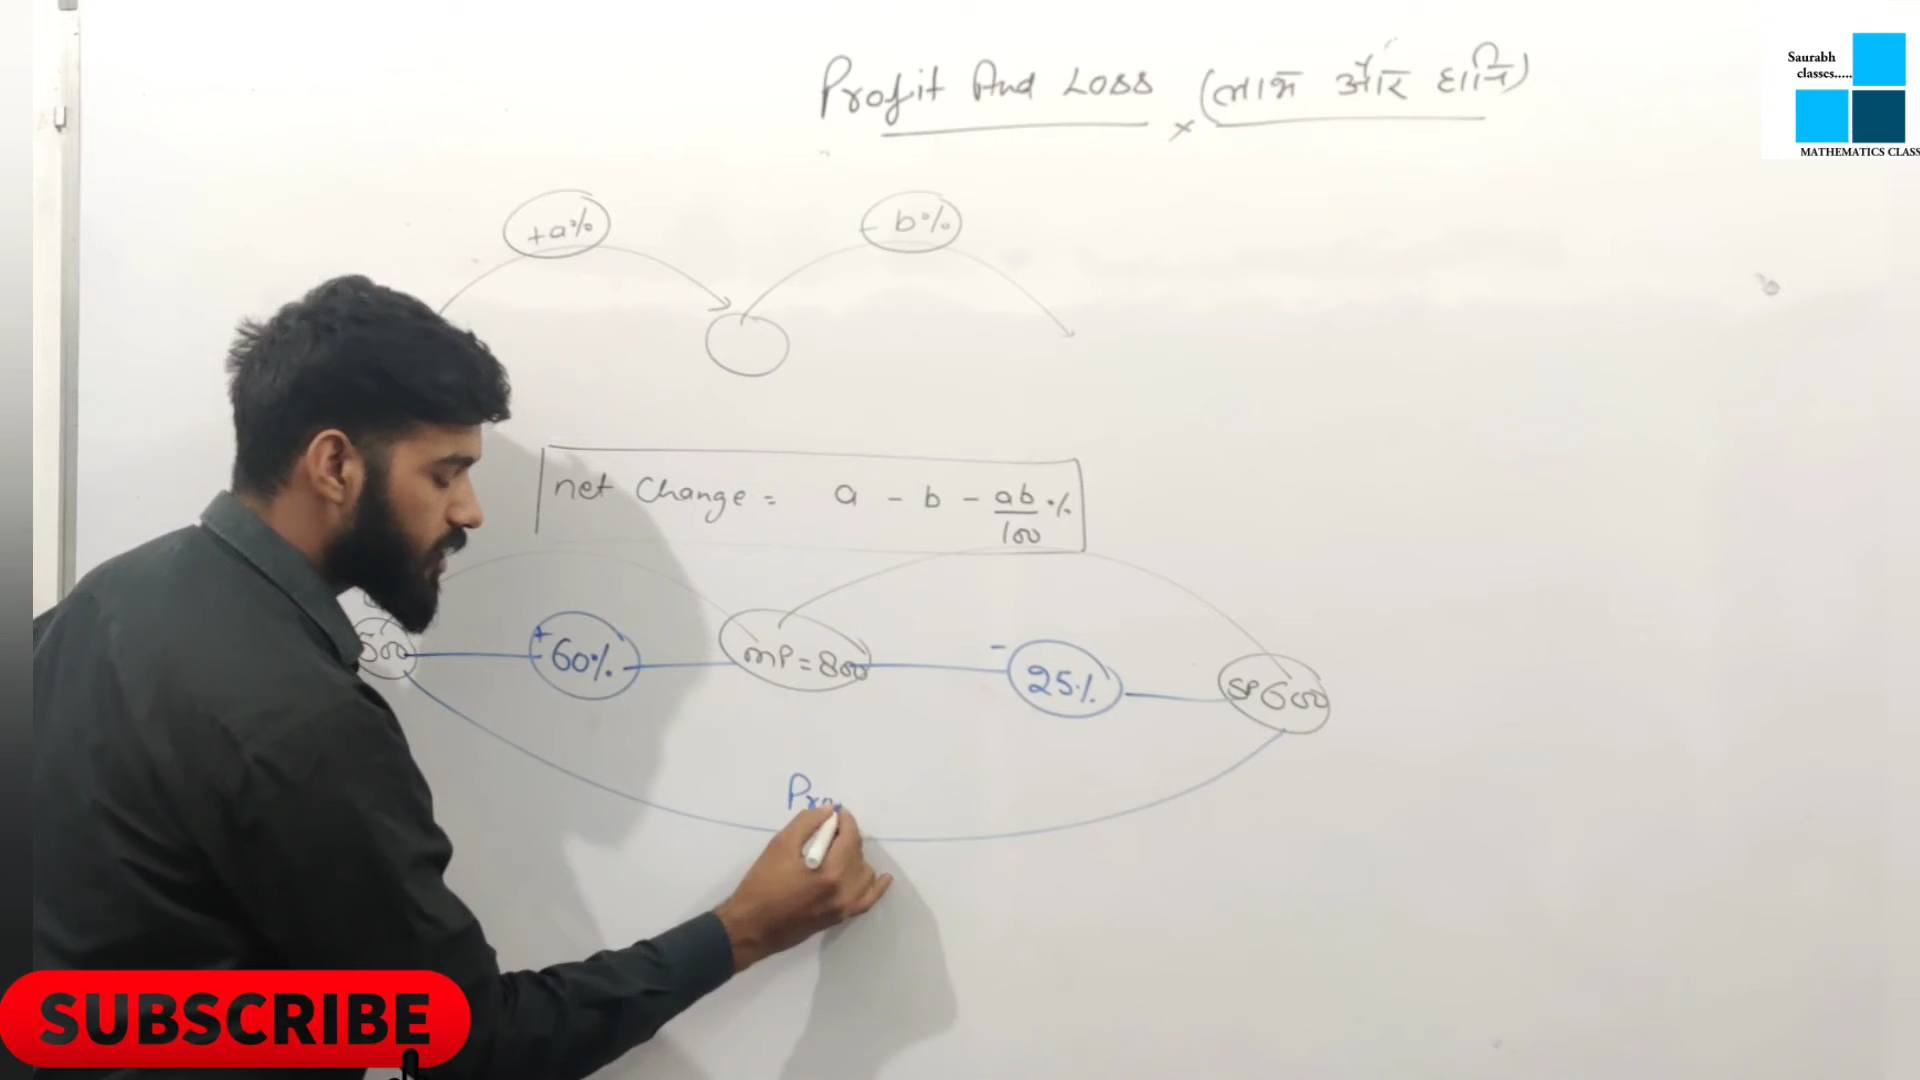 Profit And Loss (लाभ और हानि)
Saurabh
classes.....
MATHEMATICS CLASS
+a%
- b%
net Change = a - b - ab/100 %
500
+ 60%
MP = 800
- 25%
SP 600
Pro
SUBSCRIBE